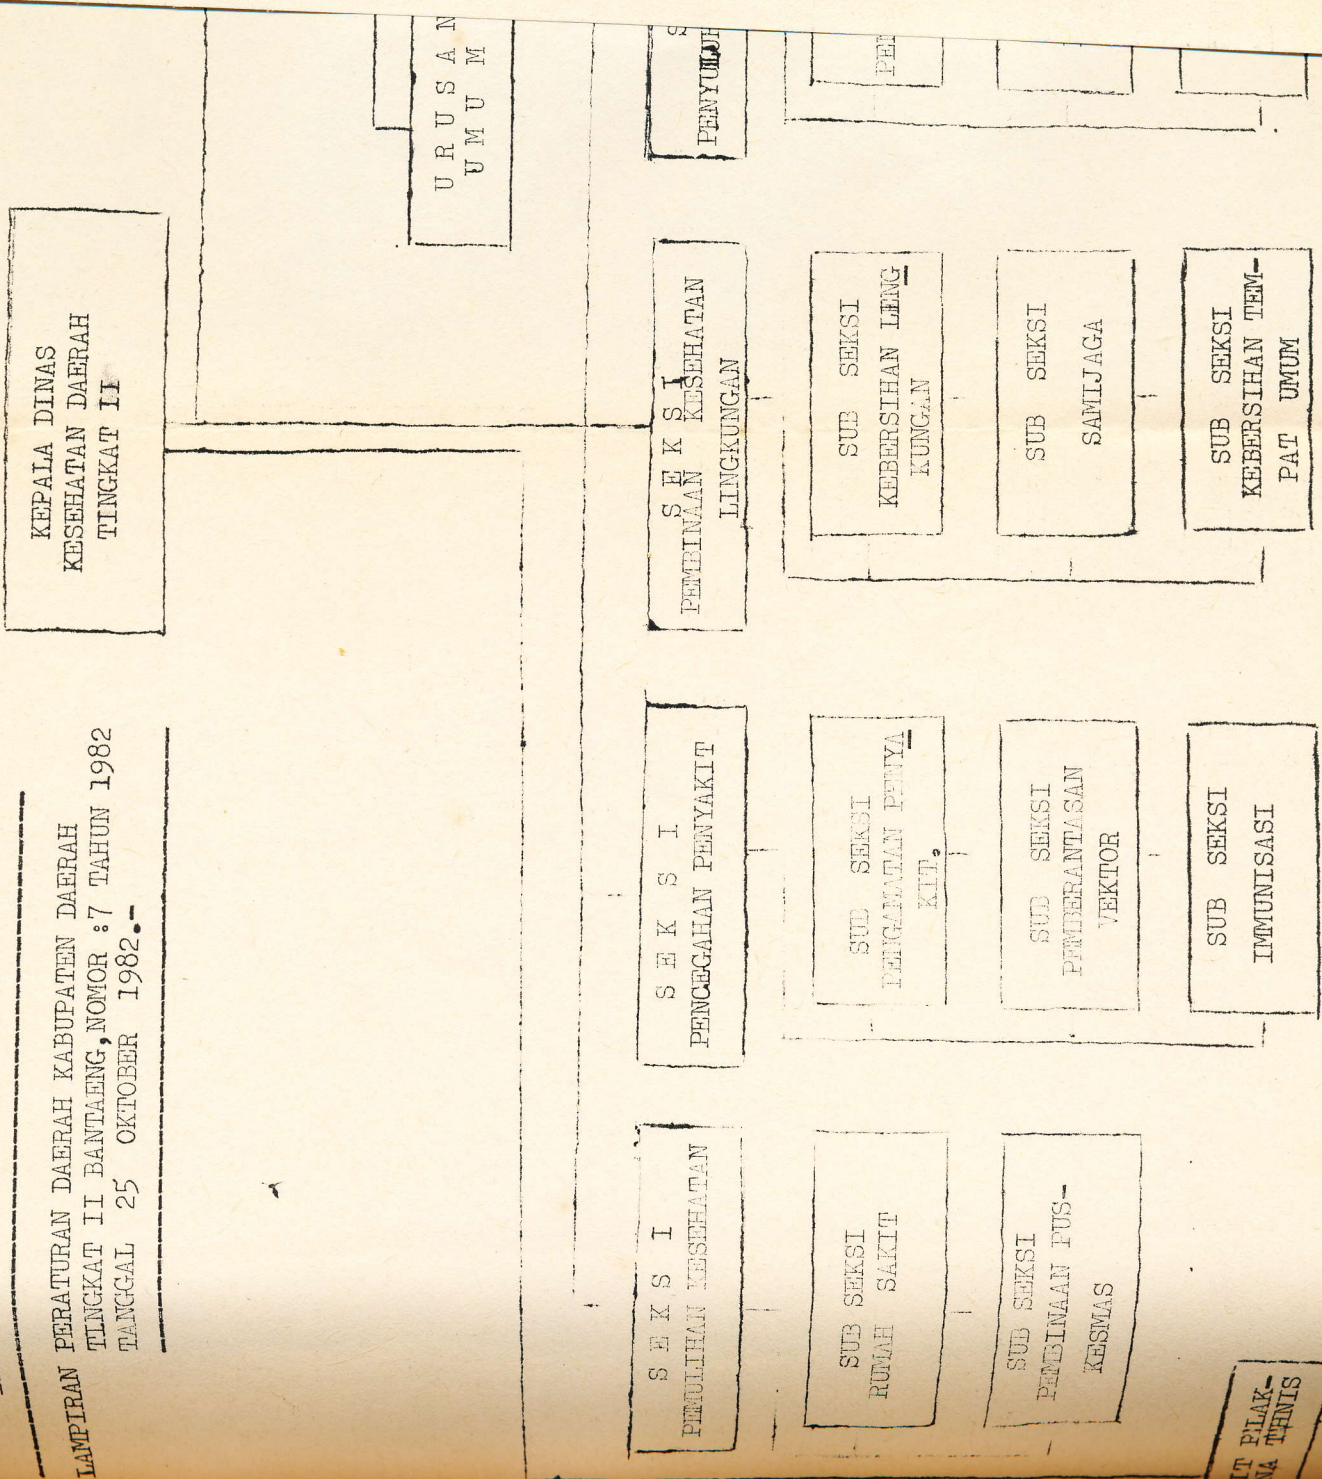 LAMPIRAN PERATURAN DAERAH KABUPATEN DAERAH
TINGKAT II BANTAENG,NOMOR :7 TAHUN 1982
TANGGAL 25 OKTOBER 1982.-
KEPALA DINAS
KESEHATAN DAERAH
TINGKAT II
URUSAN
UMUM
S E K S I
PEMULIHAN KESEHATAN
S E K S I
PENCEGAHAN PENYAKIT
S E K S I
PEMBINAAN KESEHATAN
LINGKUNGAN
SUB SEKSI
RUMAH SAKIT
SUB SEKSI
PENGAMATAN PENYA
KIT.
SUB SEKSI
KEBERSIHAN LENG
KUNGAN
SUB SEKSI
PEMBINAAN PUS-
KESMAS
SUB SEKSI
PEMBERANTASAN
VEKTOR
SUB SEKSI
SAMIJAGA
SUB SEKSI
IMMUNISASI
SUB SEKSI
KEBERSIHAN TEM-
PAT UMUM